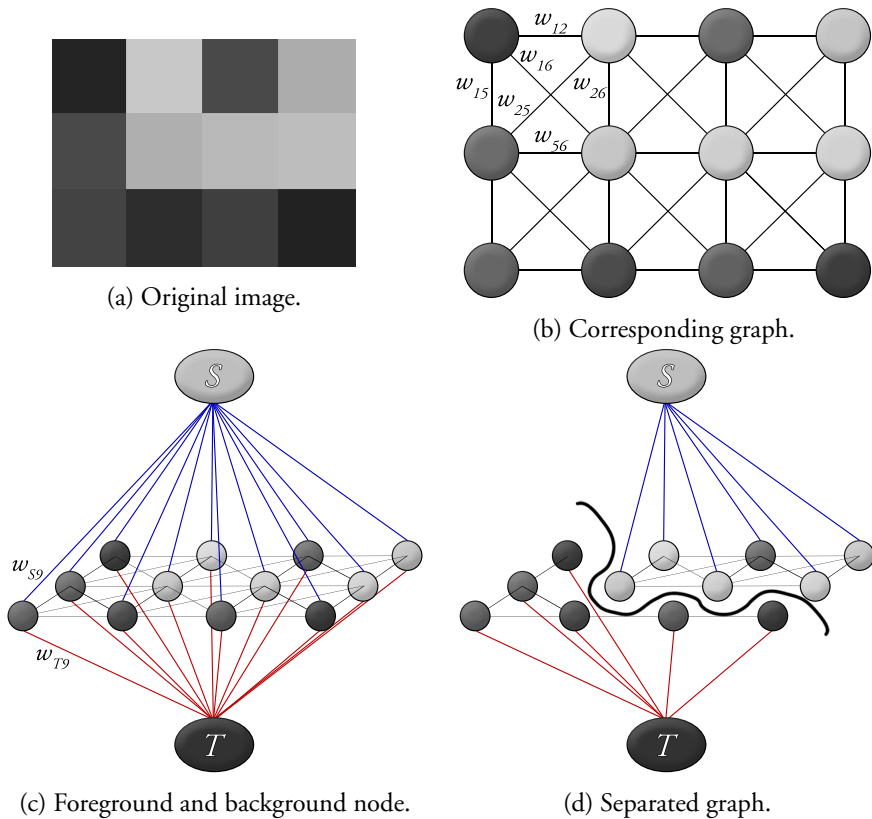 w12
w16
w15
w25
w26
w56
(a) Original image.
(b) Corresponding graph.
S
S
wS9
wT9
T
T
(c) Foreground and background node.
(d) Separated graph.